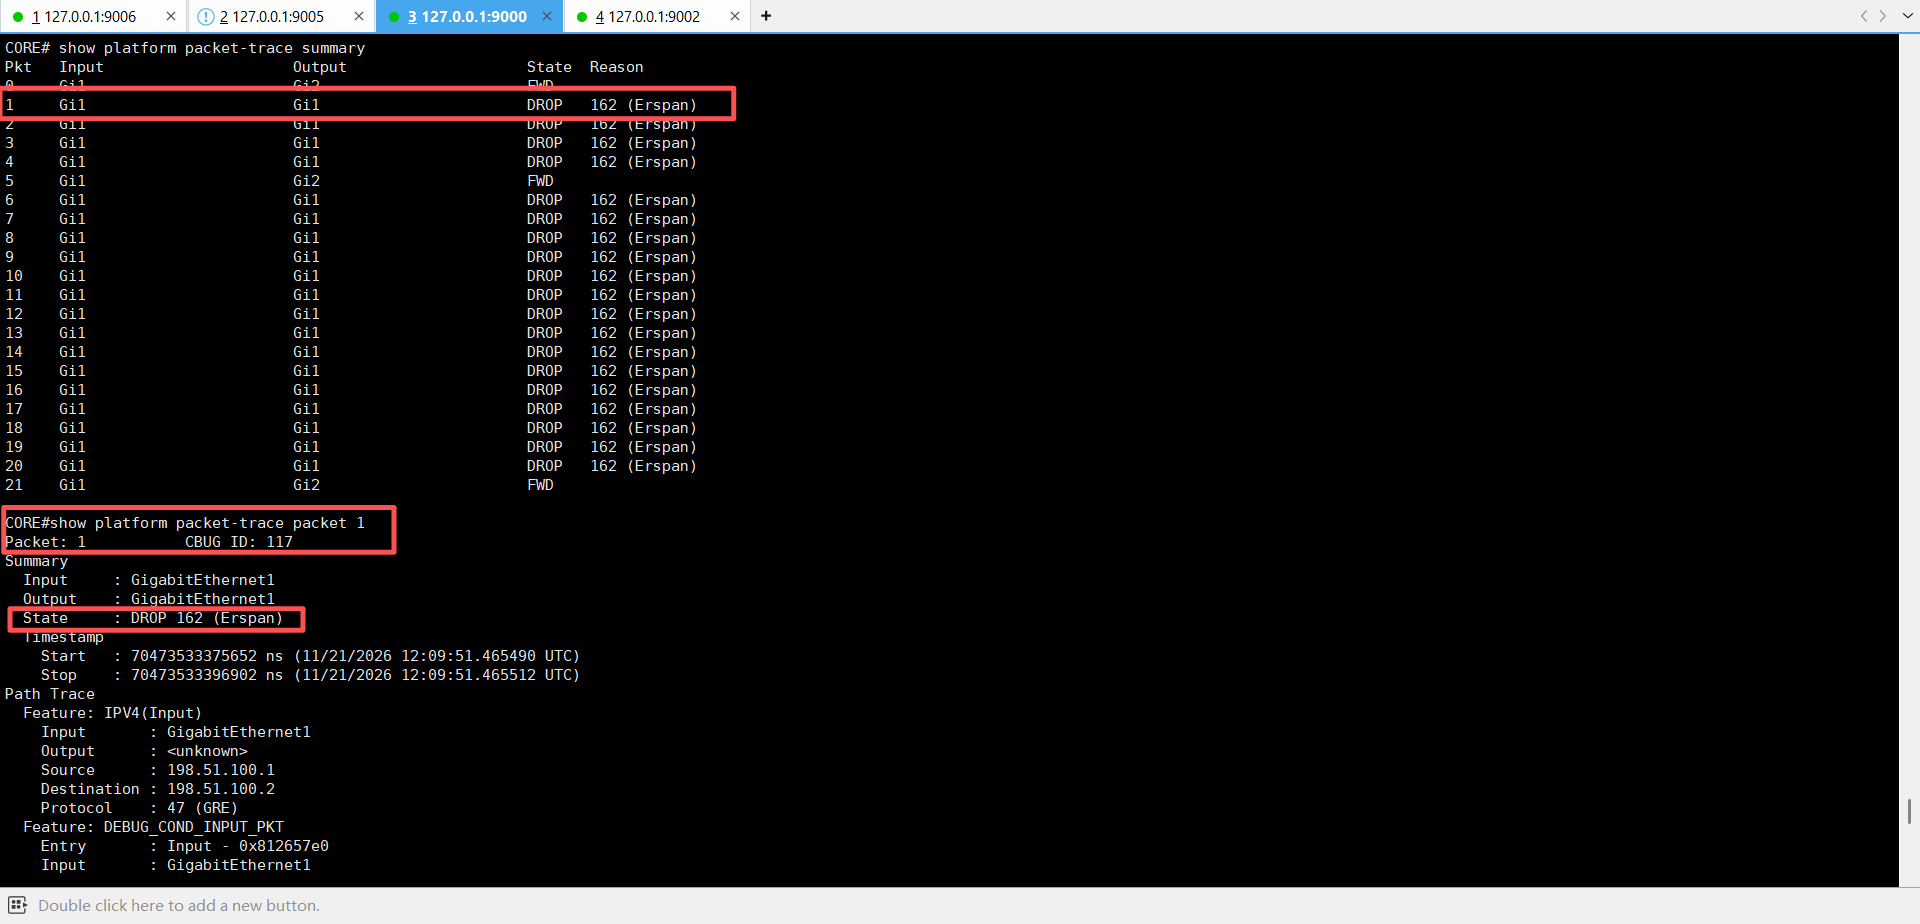 1 127.0.0.1:9006 2 127.0.0.1:9005 3 127.0.0.1:9000 4 127.0.0.1:9002
CORE# show platform packet-trace summary
Pkt Input Output State Reason
0 Gi1 Gi2 FWD
1 Gi1 Gi1 DROP 162 (Erspan)
2 Gi1 Gi1 DROP 162 (Erspan)
3 Gi1 Gi1 DROP 162 (Erspan)
4 Gi1 Gi1 DROP 162 (Erspan)
5 Gi1 Gi2 FWD
6 Gi1 Gi1 DROP 162 (Erspan)
7 Gi1 Gi1 DROP 162 (Erspan)
8 Gi1 Gi1 DROP 162 (Erspan)
9 Gi1 Gi1 DROP 162 (Erspan)
10 Gi1 Gi1 DROP 162 (Erspan)
11 Gi1 Gi1 DROP 162 (Erspan)
12 Gi1 Gi1 DROP 162 (Erspan)
13 Gi1 Gi1 DROP 162 (Erspan)
14 Gi1 Gi1 DROP 162 (Erspan)
15 Gi1 Gi1 DROP 162 (Erspan)
16 Gi1 Gi1 DROP 162 (Erspan)
17 Gi1 Gi1 DROP 162 (Erspan)
18 Gi1 Gi1 DROP 162 (Erspan)
19 Gi1 Gi1 DROP 162 (Erspan)
20 Gi1 Gi1 DROP 162 (Erspan)
21 Gi1 Gi2 FWD
CORE#show platform packet-trace packet 1
Packet: 1 CBUG ID: 117
Summary
Input : GigabitEthernet1
Output : GigabitEthernet1
State : DROP 162 (Erspan)
Timestamp
Start : 70473533375652 ns (11/21/2026 12:09:51.465490 UTC)
Stop : 70473533396902 ns (11/21/2026 12:09:51.465512 UTC)
Path Trace
Feature: IPV4(Input)
Input : GigabitEthernet1
Output : <unknown>
Source : 198.51.100.1
Destination : 198.51.100.2
Protocol : 47 (GRE)
Feature: DEBUG_COND_INPUT_PKT
Entry : Input - 0x812657e0
Input : GigabitEthernet1
Double click here to add a new button.